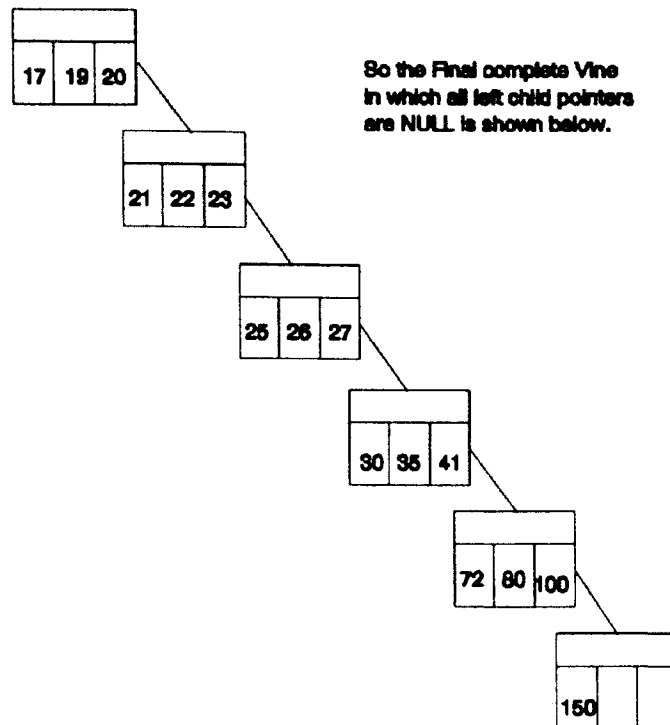 17 19 20
So the Final complete Vine
in which all left child pointers
are NULL is shown below.
21 22 23
25 26 27
30 35 41
72 80 100
150